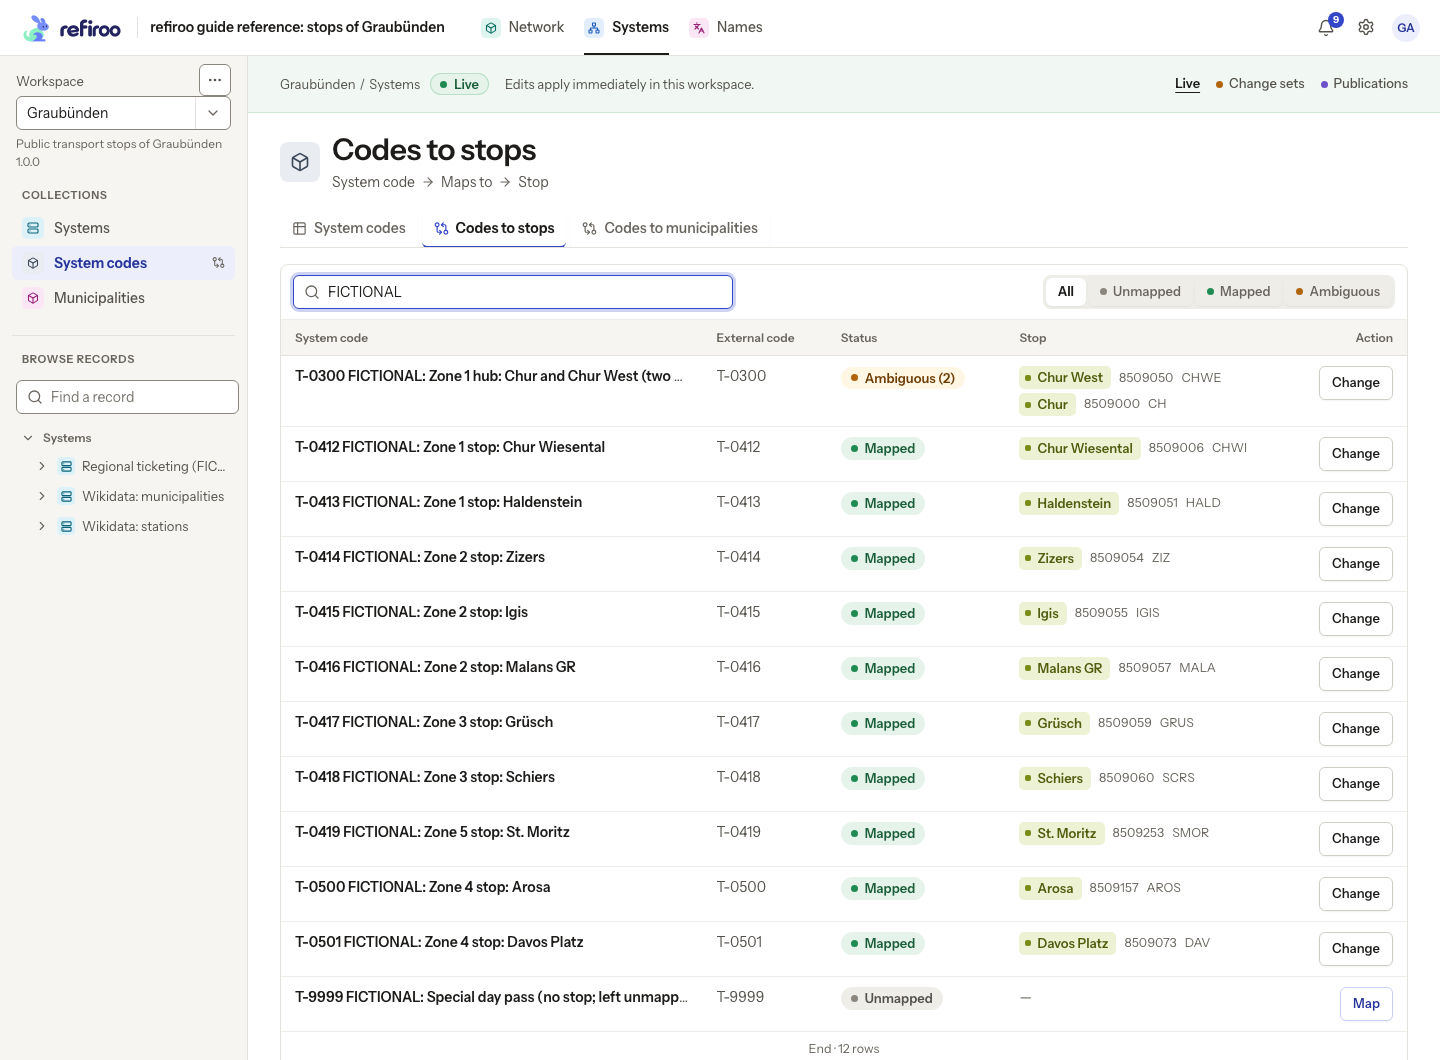 refiroo
refiroo guide reference: stops of Graubünden
Network
Systems
Names
9
GA
Workspace
Graubünden
Public transport stops of Graubünden
1.0.0
COLLECTIONS
Systems
System codes
Municipalities
BROWSE RECORDS
Find a record
Systems
Regional ticketing (FIC...
Wikidata: municipalities
Wikidata: stations
Graubünden / Systems
Live
Edits apply immediately in this workspace.
Live
Change sets
Publications
Codes to stops
System code → Maps to → Stop
System codes
Codes to stops
Codes to municipalities
FICTIONAL
All
Unmapped
Mapped
Ambiguous
System code External code Status Stop Action
T-0300 FICTIONAL: Zone 1 hub: Chur and Chur West (two ... T-0300 Ambiguous (2) Chur West 8509050 CHWE Change
Chur 8509000 CH
T-0412 FICTIONAL: Zone 1 stop: Chur Wiesental T-0412 Mapped Chur Wiesental 8509006 CHWI Change
T-0413 FICTIONAL: Zone 1 stop: Haldenstein T-0413 Mapped Haldenstein 8509051 HALD Change
T-0414 FICTIONAL: Zone 2 stop: Zizers T-0414 Mapped Zizers 8509054 ZIZ Change
T-0415 FICTIONAL: Zone 2 stop: Igis T-0415 Mapped Igis 8509055 IGIS Change
T-0416 FICTIONAL: Zone 2 stop: Malans GR T-0416 Mapped Malans GR 8509057 MALA Change
T-0417 FICTIONAL: Zone 3 stop: Grüsch T-0417 Mapped Grüsch 8509059 GRUS Change
T-0418 FICTIONAL: Zone 3 stop: Schiers T-0418 Mapped Schiers 8509060 SCRS Change
T-0419 FICTIONAL: Zone 5 stop: St. Moritz T-0419 Mapped St. Moritz 8509253 SMOR Change
T-0500 FICTIONAL: Zone 4 stop: Arosa T-0500 Mapped Arosa 8509157 AROS Change
T-0501 FICTIONAL: Zone 4 stop: Davos Platz T-0501 Mapped Davos Platz 8509073 DAV Change
T-9999 FICTIONAL: Special day pass (no stop; left unmapp... T-9999 Unmapped — Map
End · 12 rows